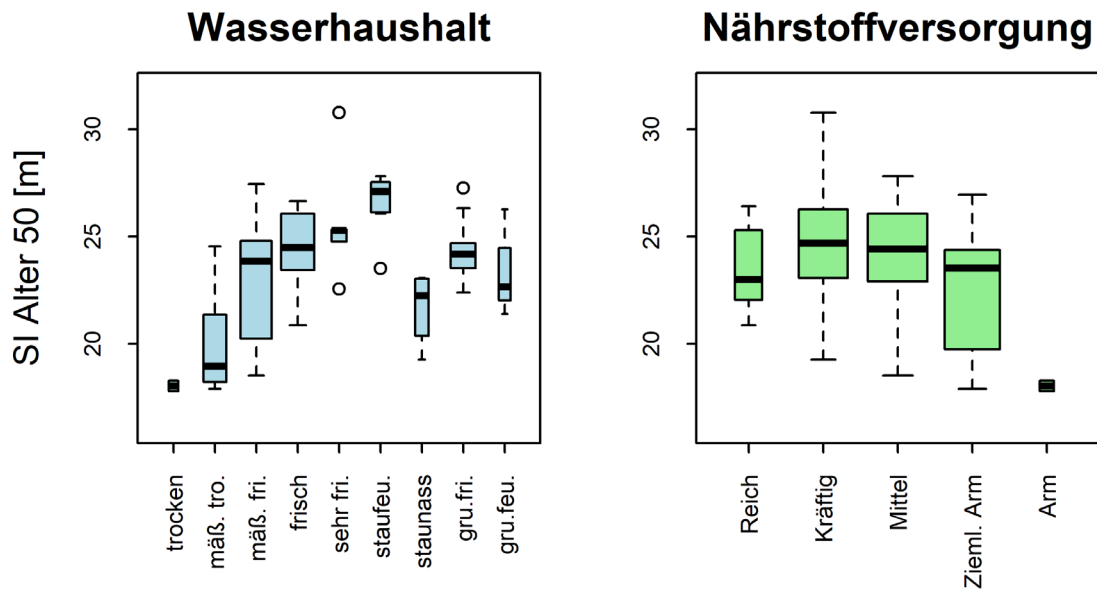 Wasserhaushalt
SI Alter 50 [m]
30
25
20
trocken
mäß. tro.
mäß. fri.
frisch
sehr fri.
staufeu.
staunass
gru.fri.
gru.feu.
Nährstoffversorgung
30
25
20
Reich
Kräftig
Mittel
Zieml. Arm
Arm